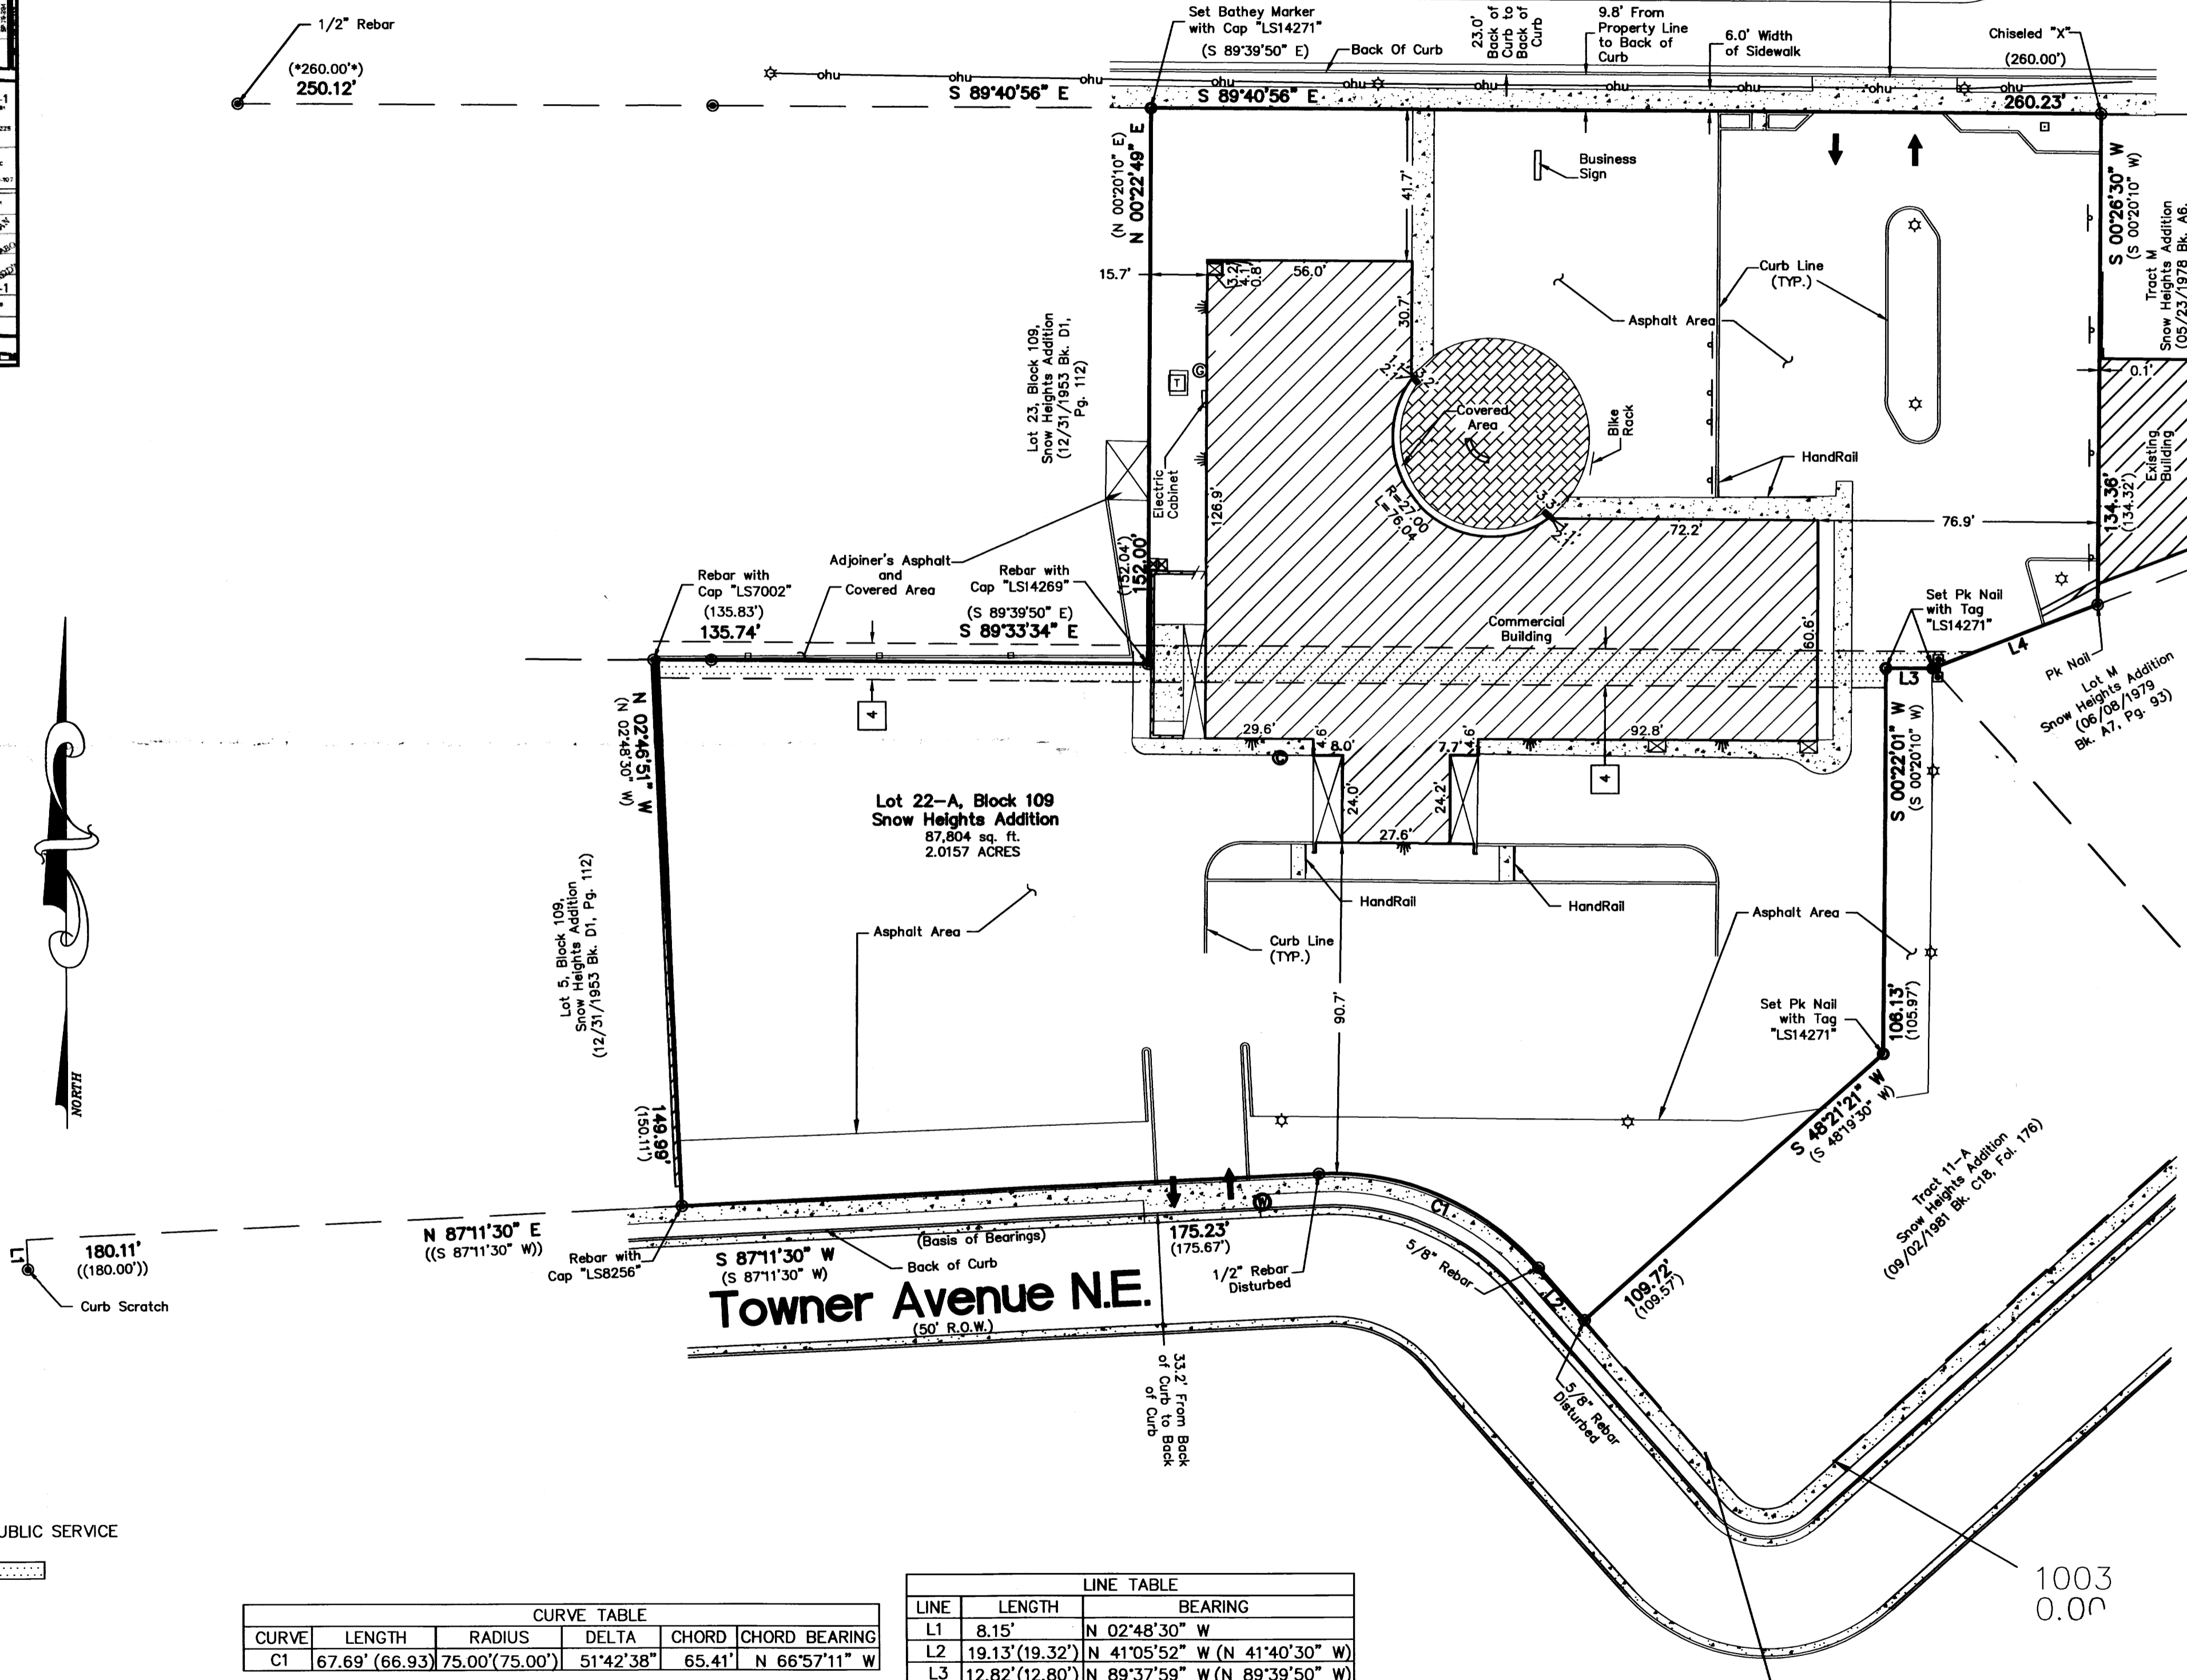 1/2" Rebar
(*260.00'*)
250.12'
Set Bathey Marker
with Cap "LS14271"
(S 89°39'50" E)
Back Of Curb
23.0'
Back of
Curb to
Back of
Curb
9.8' From
Property Line
to Back of
Curb
6.0' Width
of Sidewalk
Chiseled "X"
(260.00')
ohu
ohu
ohu
ohu
ohu
ohu
ohu
ohu
ohu
ohu
S 89°40'56" E
S 89°40'56" E
260.23'
(N 00°20'10" E)
N 00°22'49" E
41.7'
Business
Sign
S 00°26'30" W
(S 00°20'10" W)
Tract M
Snow Heights Addition
(05/23/1978 Bk. A6,
15.7'
3.2'
4.1'
0.8'
56.0'
30.7'
Curb Line
(TYP.)
Asphalt Area
Lot 23, Block 109,
Snow Heights Addition
(12/31/1953 Bk. D1,
Pg. 112)
T
G
1.1'
2.1'
3.2'
Covered
Area
Bike
Rack
0.1'
Existing
Building
HandRail
Electric
Cabinet
126.9'
R=27.00
L=76.04
3.3'
2.1'
72.2'
76.9'
134.36'
(134.32')
(152.04')
152.00'
Adjoiner's Asphalt
and
Covered Area
Rebar with
Cap "LS7002"
(135.83')
135.74'
Rebar with
Cap "LS14269"
(S 89°39'50" E)
S 89°33'34" E
Commercial
Building
60.6'
Set Pk Nail
with Tag
"LS14271"
L3
L4
Pk Nail
Lot M
Snow Heights Addition
(06/08/1979
Bk. A7, Pg. 93)
4
N 02°46'51" W
(N 02°48'30" W)
29.6'
4.6'
8.0'
7.7'
4.6'
92.8'
4
S 00°22'01" W
(S 00°20'10" W)
Lot 22-A, Block 109
Snow Heights Addition
87,804 sq. ft.
2.0157 ACRES
24.0'
24.2'
27.6'
HandRail
HandRail
Asphalt Area
Asphalt Area
Curb Line
(TYP.)
90.7'
Lot 5, Block 109,
Snow Heights Addition
(12/31/1953 Bk. D1, Pg. 112)
Set Pk Nail
with Tag
"LS14271"
106.13'
(105.97')
NORTH
149.99'
(150.11')
S 48°21'21" W
(S 48°19'30" W)
Tract 11-A
Snow Heights Addition
(09/02/1981 Bk. C18, Fol. 176)
C1
W
L1
180.11'
((180.00'))
N 87°11'30" E
((S 87°11'30" W))
Rebar with
Cap "LS8256"
S 87°11'30" W
(S 87°11'30" W)
(Basis of Bearings)
Back of Curb
175.23'
(175.67')
1/2" Rebar
Disturbed
5/8" Rebar
L2
109.72'
(109.57')
Curb Scratch
Towner Avenue N.E.
(50' R.O.W.)
33.2' From Back
of Curb to Back
of Curb
5/8" Rebar
Disturbed
UBLIC SERVICE
1003
CURVE TABLE
CURVE LENGTH RADIUS DELTA CHORD CHORD BEARING
C1 67.69' (66.93) 75.00'(75.00') 51°42'38" 65.41' N 66°57'11" W
LINE TABLE
LINE LENGTH BEARING
L1 8.15' N 02°48'30" W
L2 19.13'(19.32') N 41°05'52" W (N 41°40'30" W)
L3 12.82'(12.80') N 89°37'59" W (N 89°39'50" W)